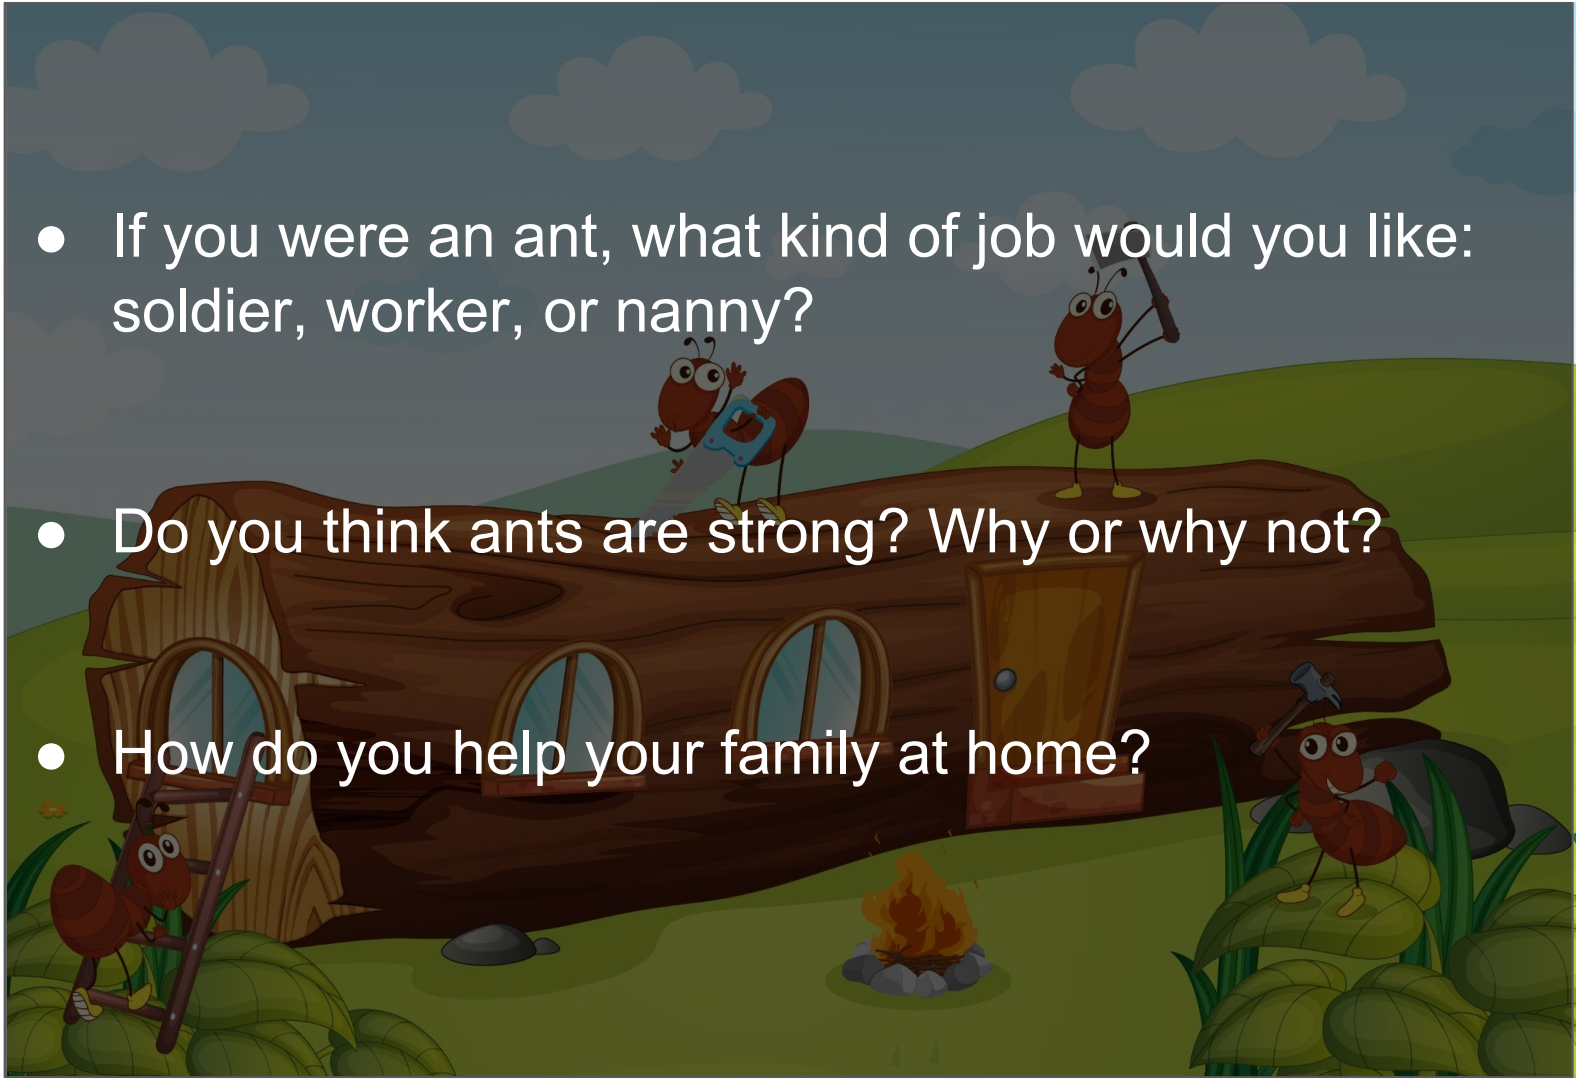 ● If you were an ant, what kind of job would you like:
soldier, worker, or nanny?
● Do you think ants are strong? Why or why not?
● How do you help your family at home?